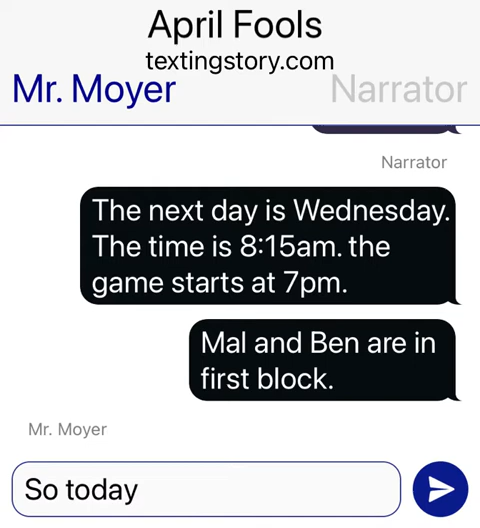 April Fools
textingstory.com
Mr. Moyer
Narrator
Narrator
The next day is Wednesday.
The time is 8:15am. the
game starts at 7pm.
Mal and Ben are in
first block.
Mr. Moyer
So today